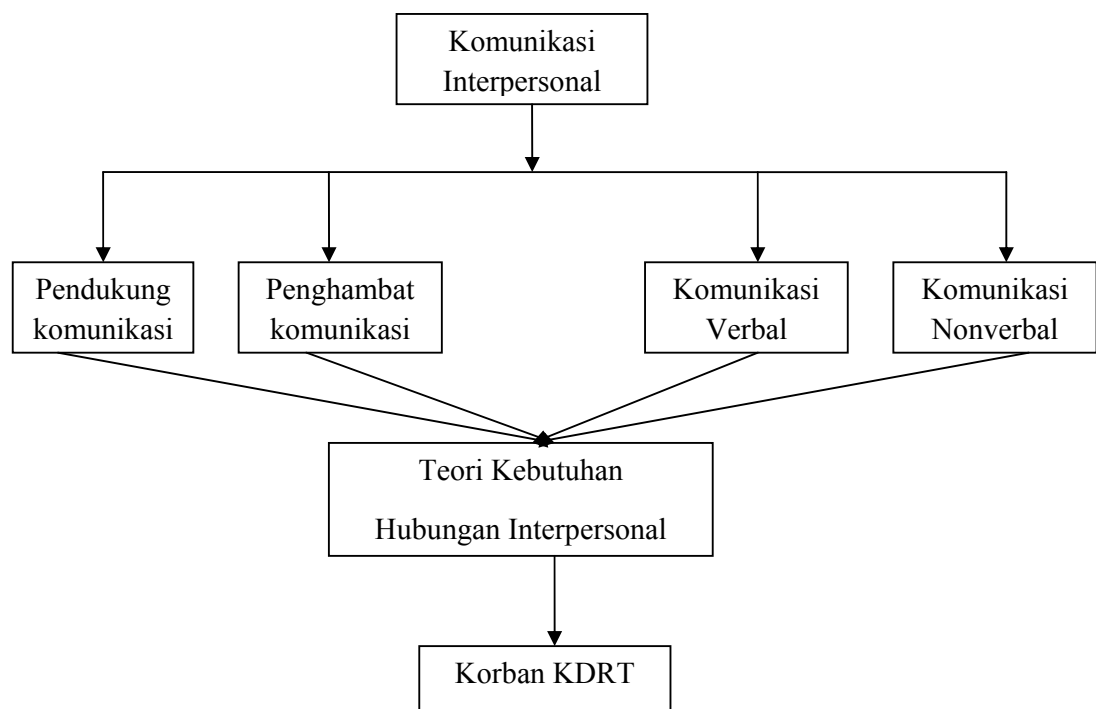 Komunikasi
Interpersonal
Pendukung
komunikasi
Penghambat
komunikasi
Komunikasi
Verbal
Komunikasi
Nonverbal
Teori Kebutuhan
Hubungan Interpersonal
Korban KDRT